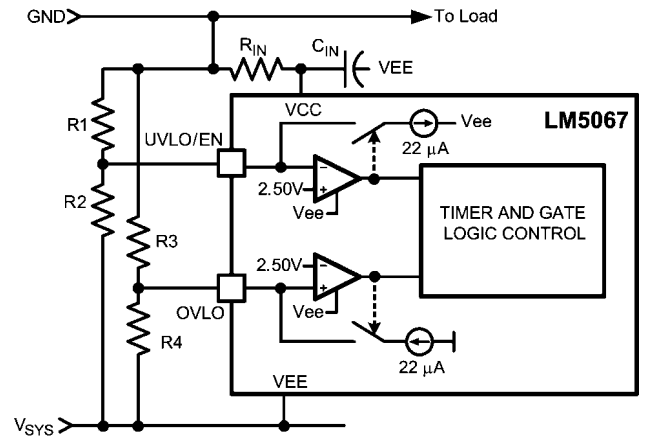 GND
To Load
R_IN
C_IN
VEE
VCC
LM5067
R1
UVLO/EN
Vee
22 μA
2.50V
Vee
R2
TIMER AND GATE
LOGIC CONTROL
R3
2.50V
OVLO
Vee
R4
22 μA
VEE
V_SYS